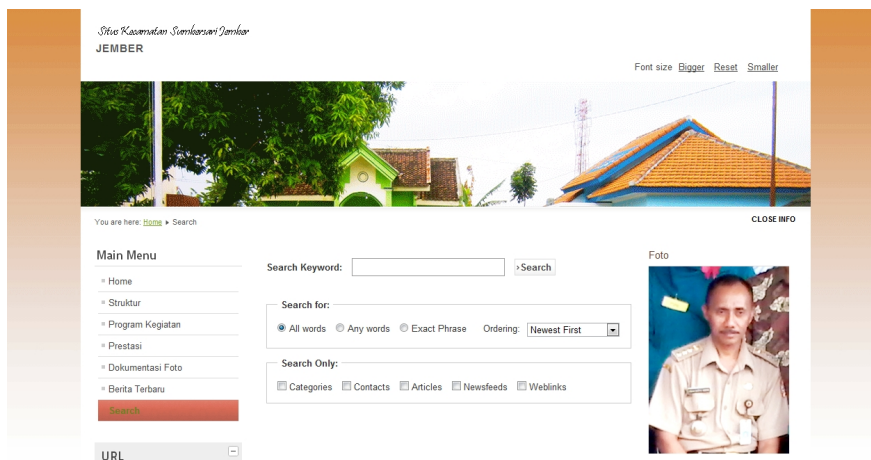 Situs Kecamatan Sumbersari Jember
JEMBER
Font size Bigger Reset Smaller
You are here: Home Search
CLOSE INFO
Main Menu
Home
Struktur
Program Kegiatan
Prestasi
Dokumentasi Foto
Berita Terbaru
Search
URL
Search Keyword: Search
Search for:
All words Any words Exact Phrase Ordering: Newest First
Search Only:
Categories Contacts Articles Newsfeeds Weblinks
Foto